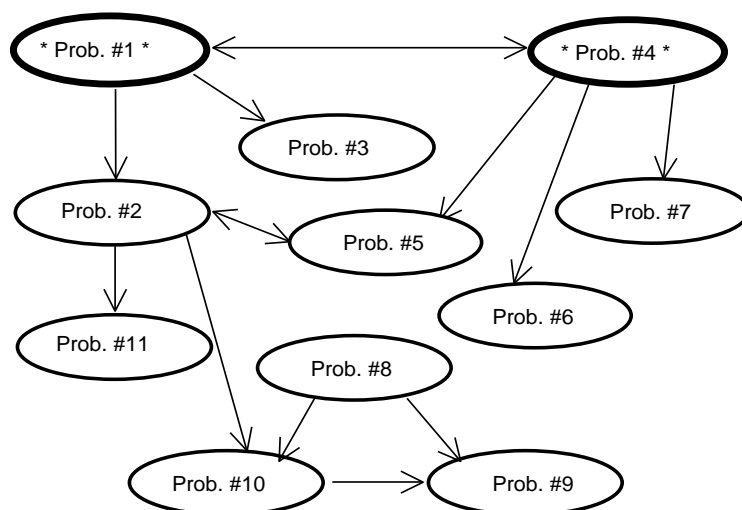 * Prob. #1 *
* Prob. #4 *
Prob. #3
Prob. #2
Prob. #7
Prob. #5
Prob. #6
Prob. #11
Prob. #8
Prob. #10
Prob. #9